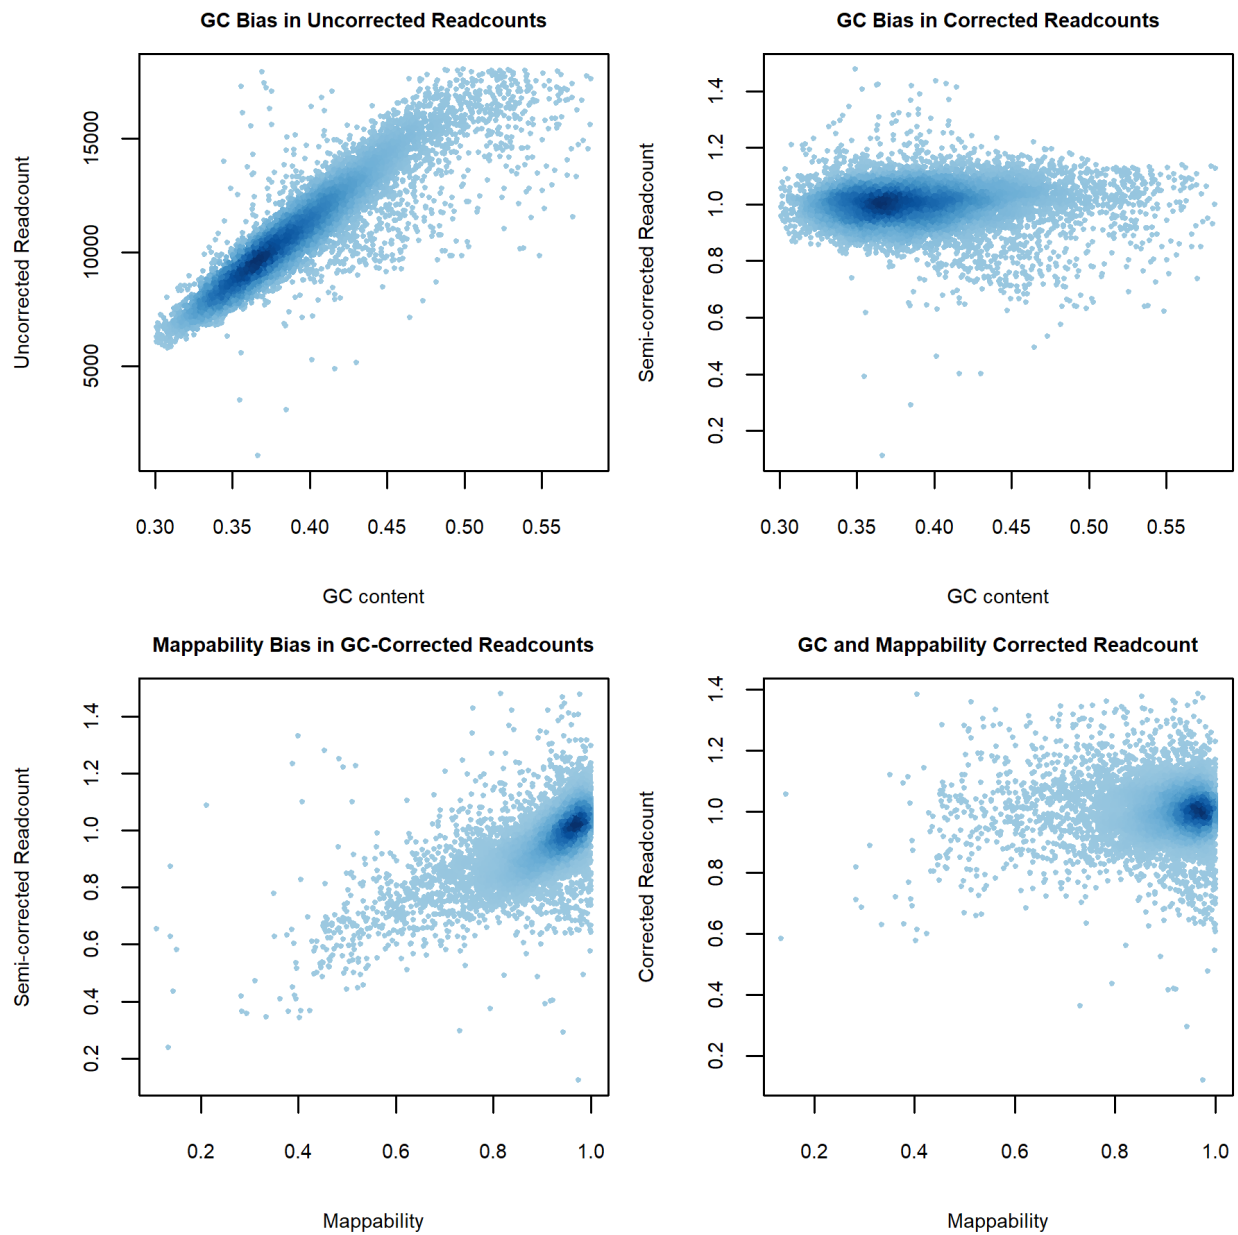 GC Bias in Uncorrected Readcounts
Uncorrected Readcount
15000
10000
5000
0.30 0.35 0.40 0.45 0.50 0.55
GC content
GC Bias in Corrected Readcounts
Semi-corrected Readcount
1.4
1.2
1.0
0.8
0.6
0.4
0.2
0.30 0.35 0.40 0.45 0.50 0.55
GC content
Mappability Bias in GC-Corrected Readcounts
Semi-corrected Readcount
1.4
1.2
1.0
0.8
0.6
0.4
0.2
0.2 0.4 0.6 0.8 1.0
Mappability
GC and Mappability Corrected Readcount
Corrected Readcount
1.4
1.2
1.0
0.8
0.6
0.4
0.2
0.2 0.4 0.6 0.8 1.0
Mappability